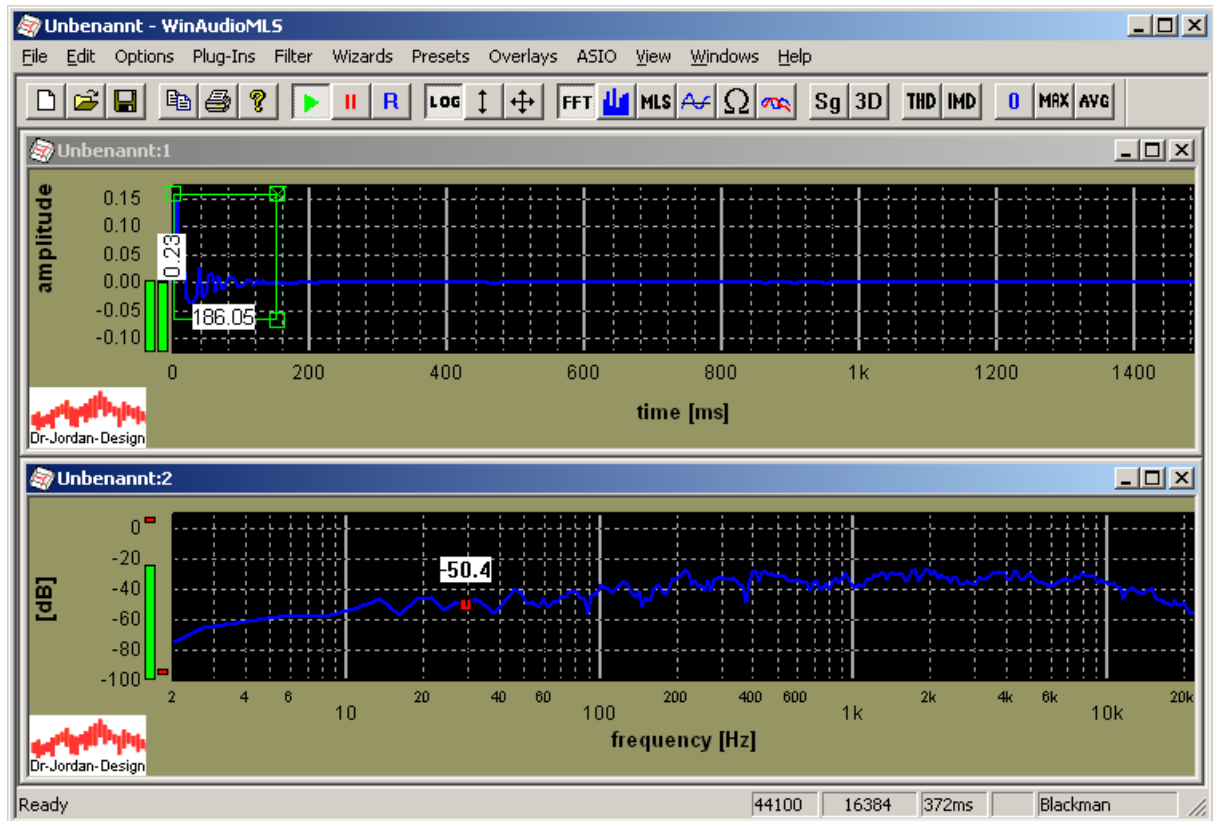 Unbenannt - WinAudioMLS
File Edit Options Plug-Ins Filter Wizards Presets Overlays ASIO View Windows Help
R LOG FFT MLS Ω Sg 3D THD IMD 0 MAX AVG
Unbenannt:1
amplitude
0.15
0.10
0.05
0.00
-0.05
-0.10
0.23
186.05
0 200 400 600 800 1k 1200 1400
time [ms]
Dr-Jordan-Design
Unbenannt:2
[dB]
0
-20
-40
-60
-80
-100
-50.4
2 4 6 10 20 40 60 100 200 400 600 1k 2k 4k 6k 10k 20k
frequency [Hz]
Dr-Jordan-Design
Ready 44100 16384 372ms Blackman